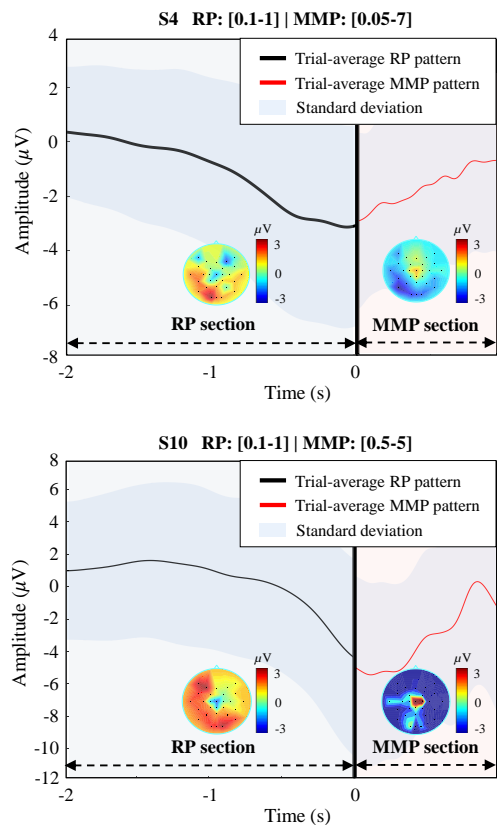 S4 RP: [0.1-1] | MMP: [0.05-7]
4
2
0
-2
-4
-6
-8
Amplitude (μV)
Trial-average RP pattern
Trial-average MMP pattern
Standard deviation
μV
3
0
-3
μV
3
0
-3
RP section
MMP section
-2
-1
0
Time (s)
S10 RP: [0.1-1] | MMP: [0.5-5]
8
6
4
2
0
-2
-4
-6
-8
-10
-12
Amplitude (μV)
Trial-average RP pattern
Trial-average MMP pattern
Standard deviation
μV
3
0
-3
μV
3
0
-3
RP section
MMP section
-2
-1
0
Time (s)